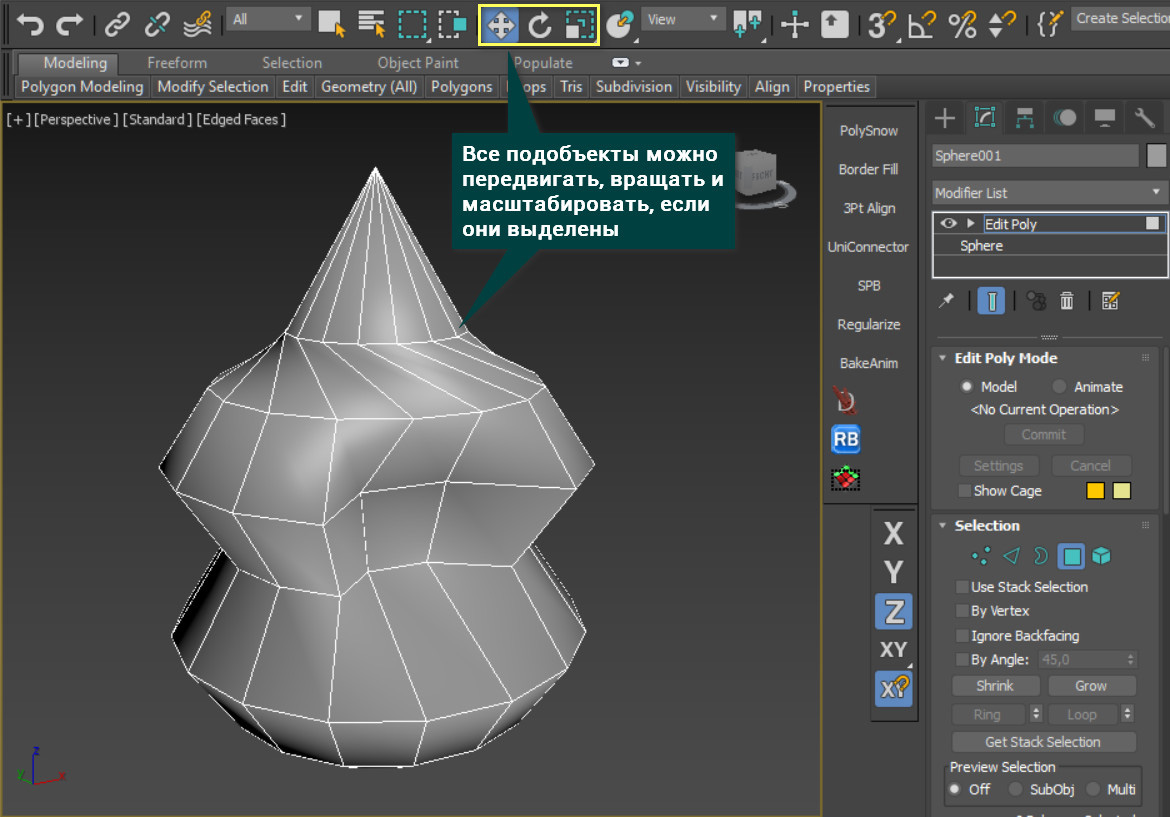 All
View
3
Create Selectio
Modeling
Freeform
Selection
Object Paint
Populate
Polygon Modeling
Modify Selection
Edit
Geometry (All)
Polygons
Tris
Subdivision
Visibility
Align
Properties
[+] [Perspective ] [Standard ] [Edged Faces ]
Все подобъекты можно
передвигать, вращать и
масштабировать, если
они выделены
z
x
PolySnow
Border Fill
3Pt Align
UniConnector
SPB
Regularize
BakeAnim
D
RB
X
Y
Z
XY
XY
Sphere001
Modifier List
Edit Poly
Sphere
Edit Poly Mode
Model
Animate
<No Current Operation>
Commit
Settings
Cancel
Show Cage
Selection
Use Stack Selection
By Vertex
Ignore Backfacing
By Angle:
45,0
Shrink
Grow
Ring
Loop
Get Stack Selection
Preview Selection
Off
SubObj
Multi